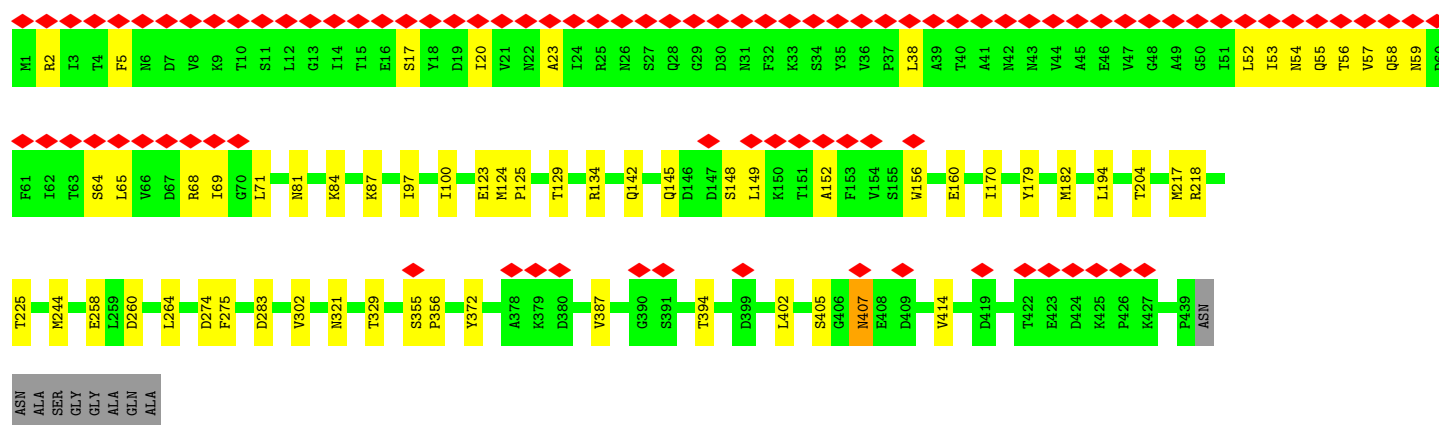 M1 R2 I3 T4 F5 N6 D7 V8 K9 T10 S11 L12 G13 I14 T15 E16 S17 Y18 D19 I20 V21 N22 A23 I24 R25 N26 S27 Q28 G29 D30 N31 F32 K33 S34 Y35 V36 P37 L38 A39 T40 A41 N42 N43 V44 A45 E46 V47 G48 A49 G50 I51 L52 I53 N54 Q55 T56 V57 Q58 N59 D60
F61 I62 T63 S64 L65 V66 D67 R68 I69 G70 L71 N81 K84 K87 I97 I100 E123 M124 P125 T129 R134 Q142 Q145 D146 D147 S148 L149 K150 T151 A152 F153 V154 S155 W156 E160 I170 Y179 M182 L194 T204 M217 R218
T225 M244 E258 L259 D260 L264 D274 F275 D283 V302 N321 T329 S355 P356 Y372 A378 K379 D380 V387 G390 S391 T394 D399 L402 S405 G406 N407 E408 D409 V414 D419 T422 E423 D424 K425 P426 K427 P439 ASN
ASN ALA SER GLY GLY ALA GLN ALA